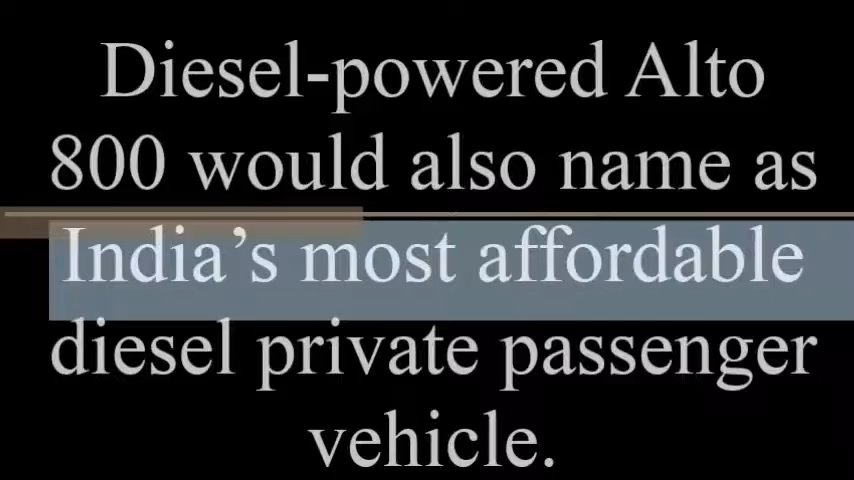 Diesel-powered Alto
800 would also name as
India’s most affordable
diesel private passenger
vehicle.